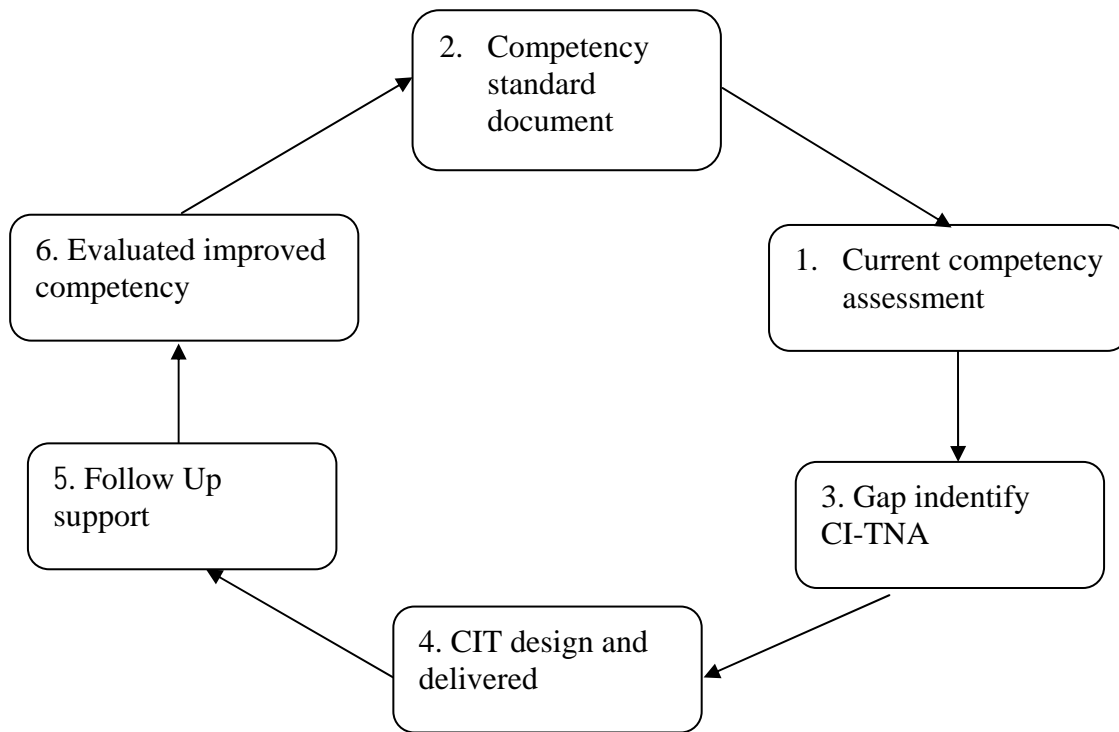 2. Competency
standard
document
6. Evaluated improved
competency
1. Current competency
assessment
5. Follow Up
support
3. Gap indentify
CI-TNA
4. CIT design and
delivered